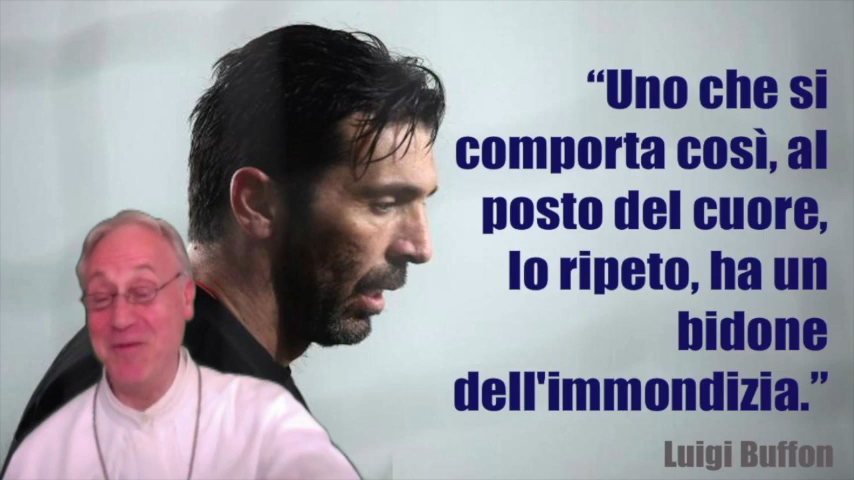 “Uno che si
comporta così, al
posto del cuore,
lo ripeto, ha un
bidone
dell'immondizia.”
Luigi Buffon